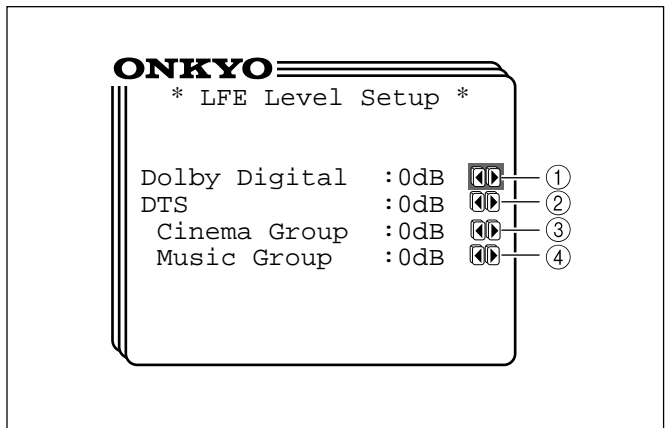 ONKYO
* LFE Level Setup *
Dolby Digital :0dB ①
DTS :0dB ②
Cinema Group :0dB ③
Music Group :0dB ④